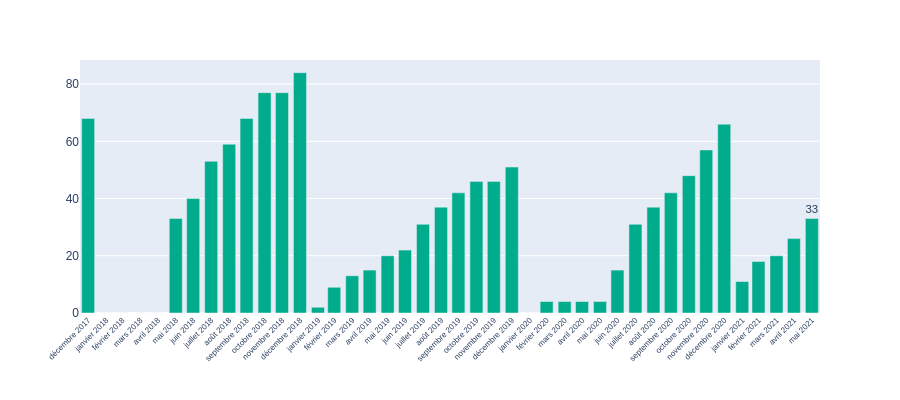 80
60
40
20
0
33
décembre 2017
janvier 2018
février 2018
mars 2018
avril 2018
mai 2018
juin 2018
juillet 2018
août 2018
septembre 2018
octobre 2018
novembre 2018
décembre 2018
janvier 2019
février 2019
mars 2019
avril 2019
mai 2019
juin 2019
juillet 2019
août 2019
septembre 2019
octobre 2019
novembre 2019
décembre 2019
janvier 2020
février 2020
mars 2020
avril 2020
mai 2020
juin 2020
juillet 2020
août 2020
septembre 2020
octobre 2020
novembre 2020
décembre 2020
janvier 2021
février 2021
mars 2021
avril 2021
mai 2021